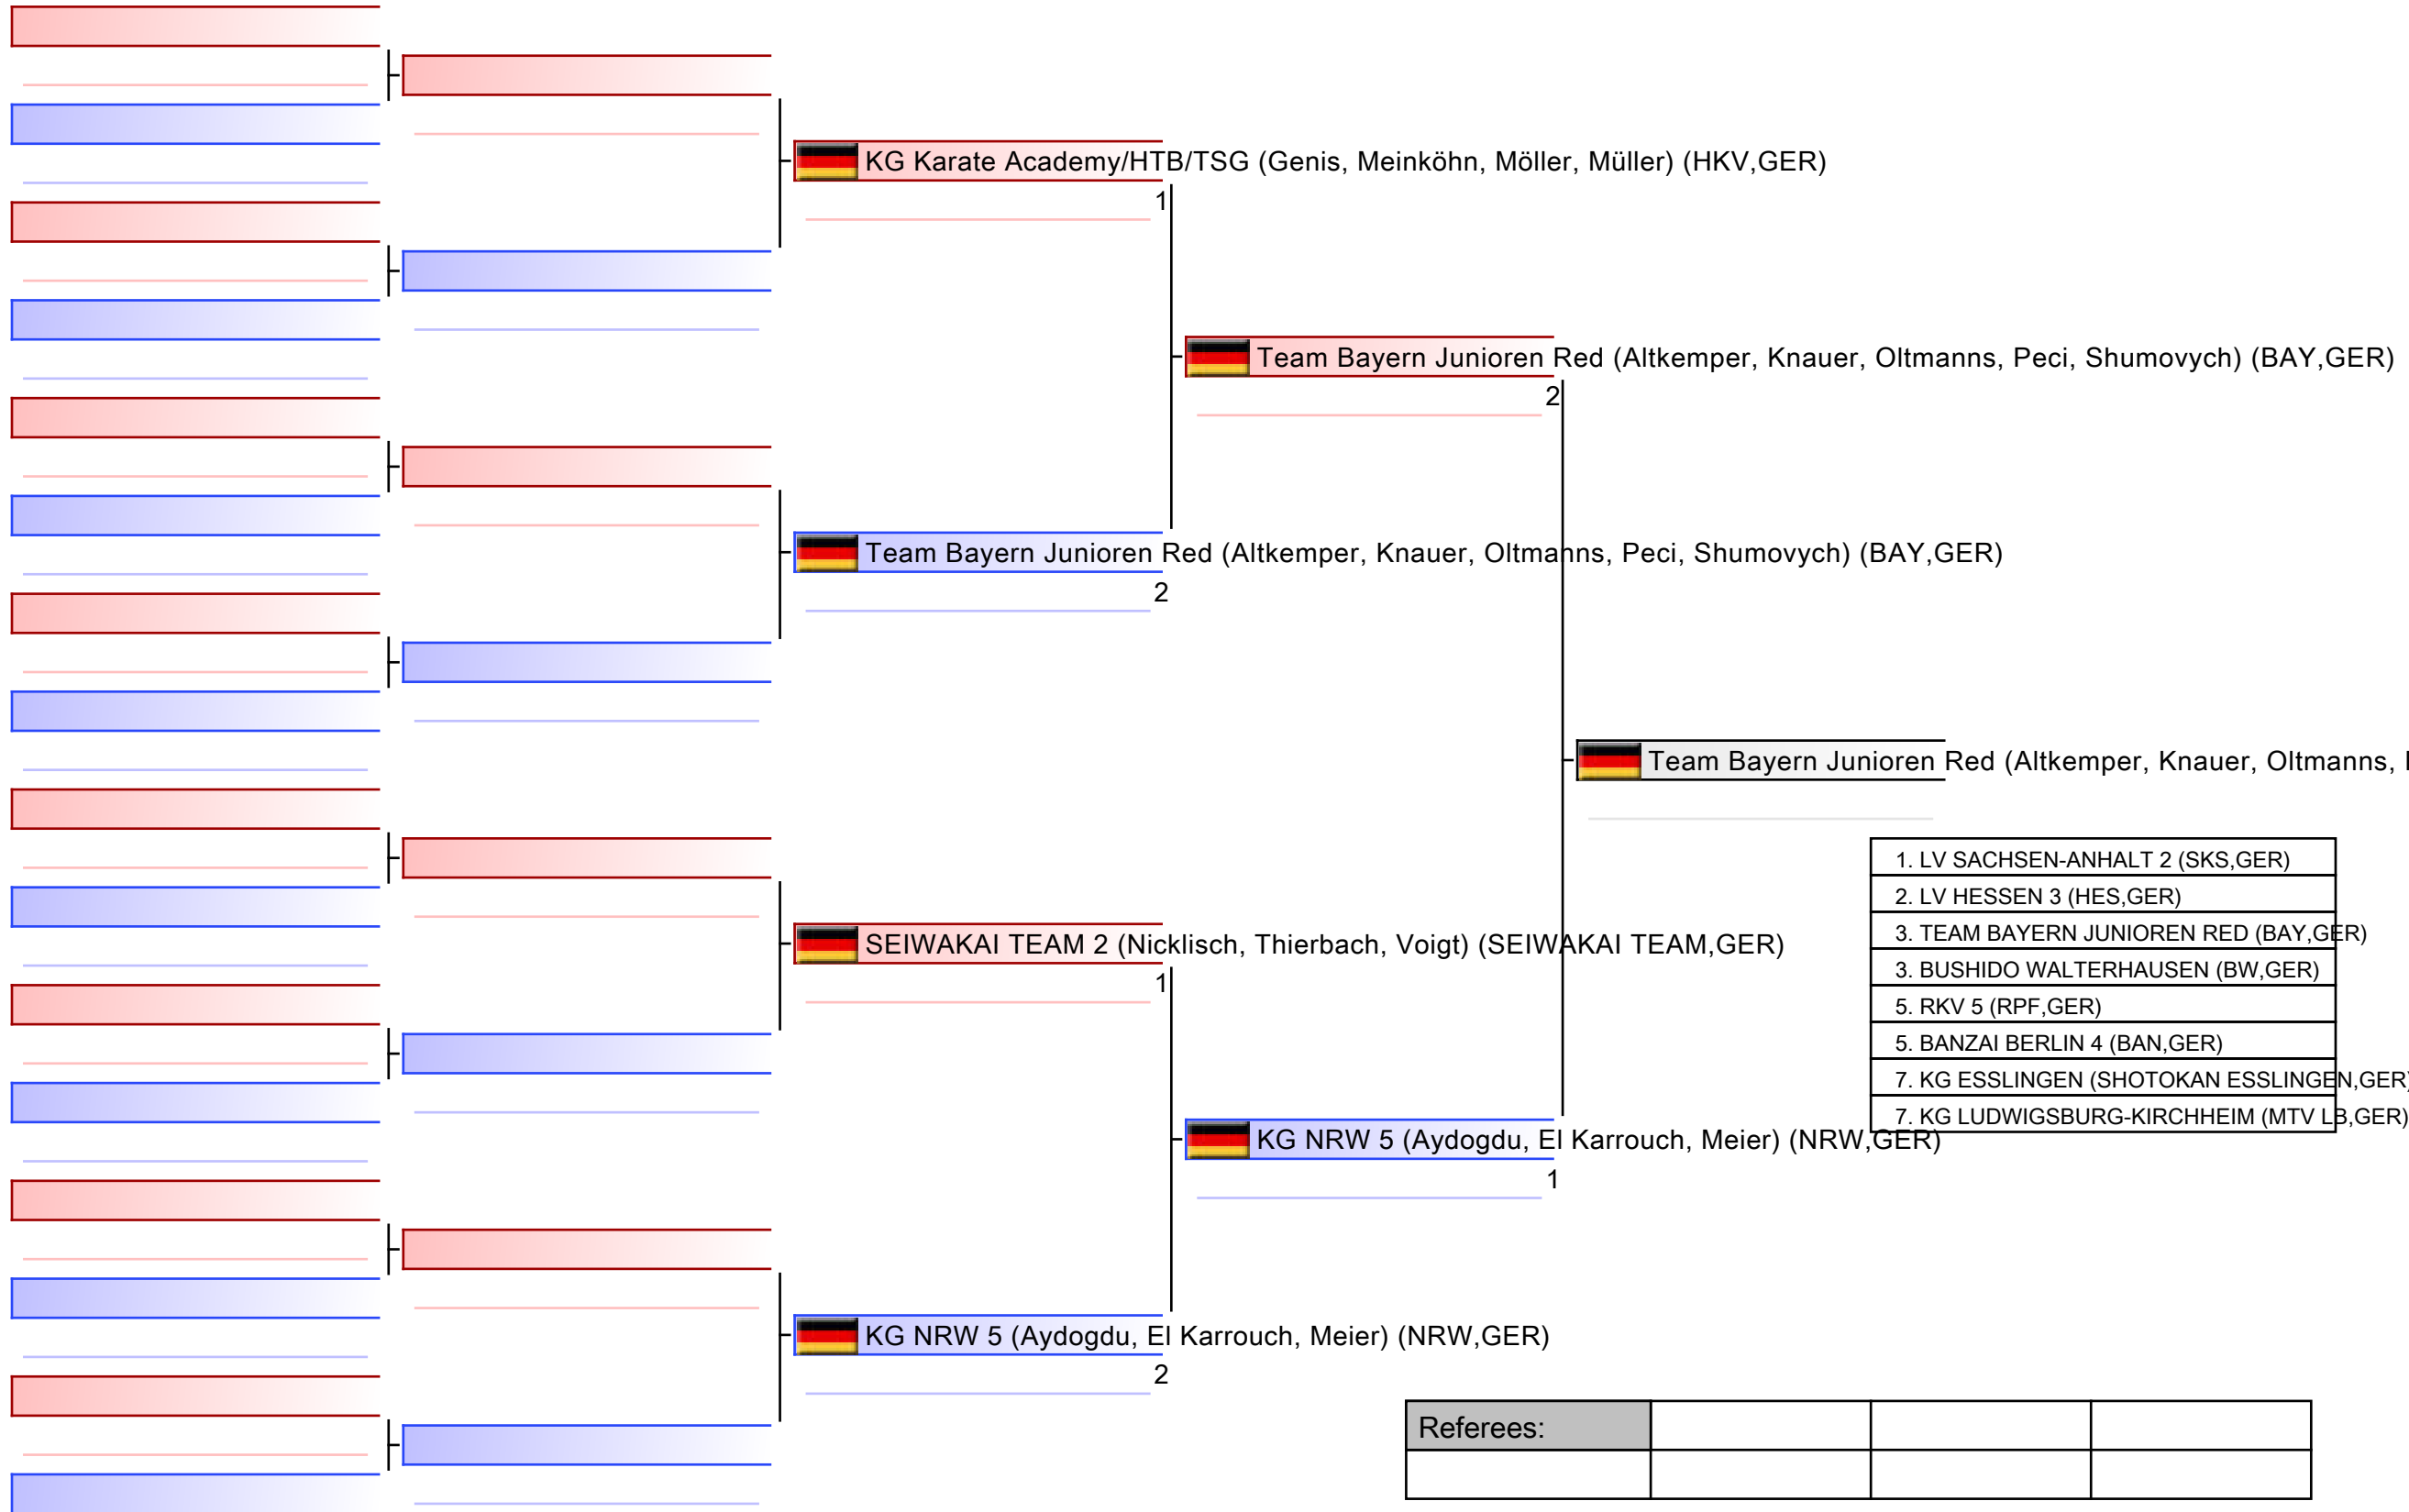 KG Karate Academy/HTB/TSG (Genis, Meinköhn, Möller, Müller) (HKV,GER)
1
Team Bayern Junioren Red (Altkemper, Knauer, Oltmanns, Peci, Shumovych) (BAY,GER)
2
Team Bayern Junioren Red (Altkemper, Knauer, Oltmanns, Peci, Shumovych) (BAY,GER)
2
Team Bayern Junioren Red (Altkemper, Knauer, Oltmanns,
1. LV SACHSEN-ANHALT 2 (SKS,GER)
2. LV HESSEN 3 (HES,GER)
3. TEAM BAYERN JUNIOREN RED (BAY,GER)
3. BUSHIDO WALTERHAUSEN (BW,GER)
5. RKV 5 (RPF,GER)
5. BANZAI BERLIN 4 (BAN,GER)
7. KG ESSLINGEN (SHOTOKAN ESSLINGEN,GER)
7. KG LUDWIGSBURG-KIRCHHEIM (MTV LB,GER)
SEIWAKAI TEAM 2 (Nicklisch, Thierbach, Voigt) (SEIWAKAI TEAM,GER)
1
KG NRW 5 (Aydogdu, El Karrouch, Meier) (NRW,GER)
1
KG NRW 5 (Aydogdu, El Karrouch, Meier) (NRW,GER)
2
Referees: